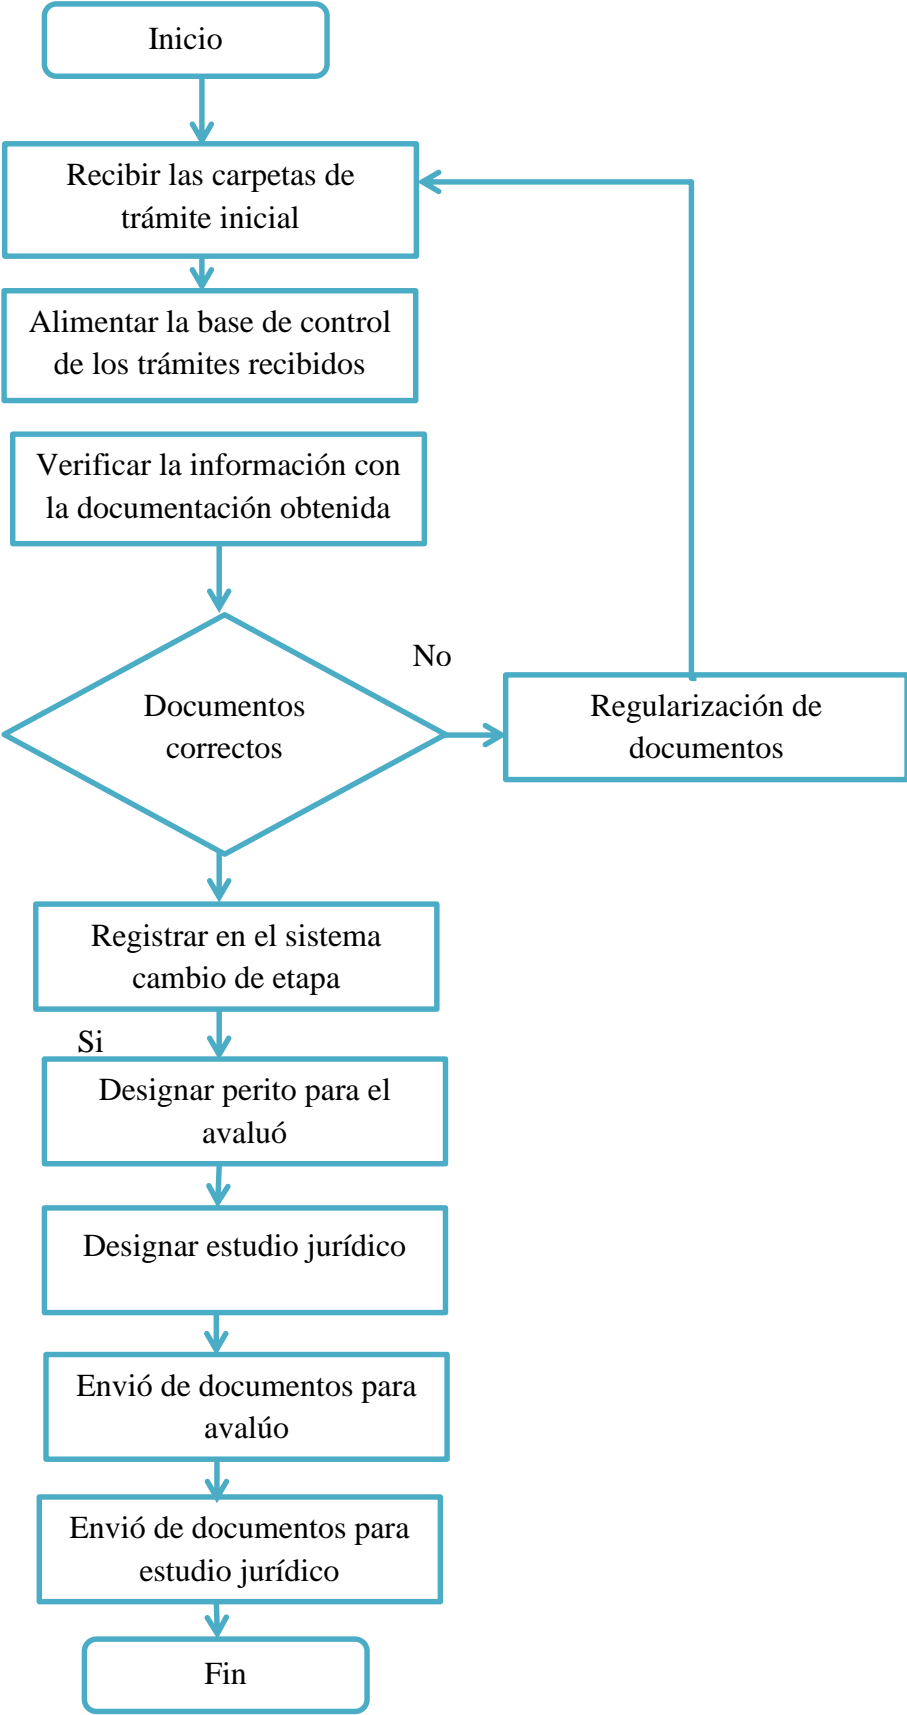 Inicio
Recibir las carpetas de
trámite inicial
Alimentar la base de control
de los trámites recibidos
Verificar la información con
la documentación obtenida
No
Documentos
correctos
Regularización de
documentos
Registrar en el sistema
cambio de etapa
Si
Designar perito para el
avaluó
Designar estudio jurídico
Envió de documentos para
avalúo
Envió de documentos para
estudio jurídico
Fin